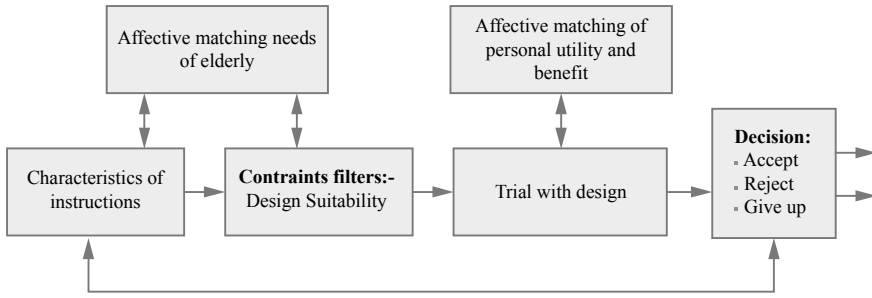 Affective matching needs
of elderly
Affective matching of
personal utility and
benefit
Characteristics of
instructions
Contraints filters:-
Design Suitability
Trial with design
Decision:
▪ Accept
▪ Reject
▪ Give up